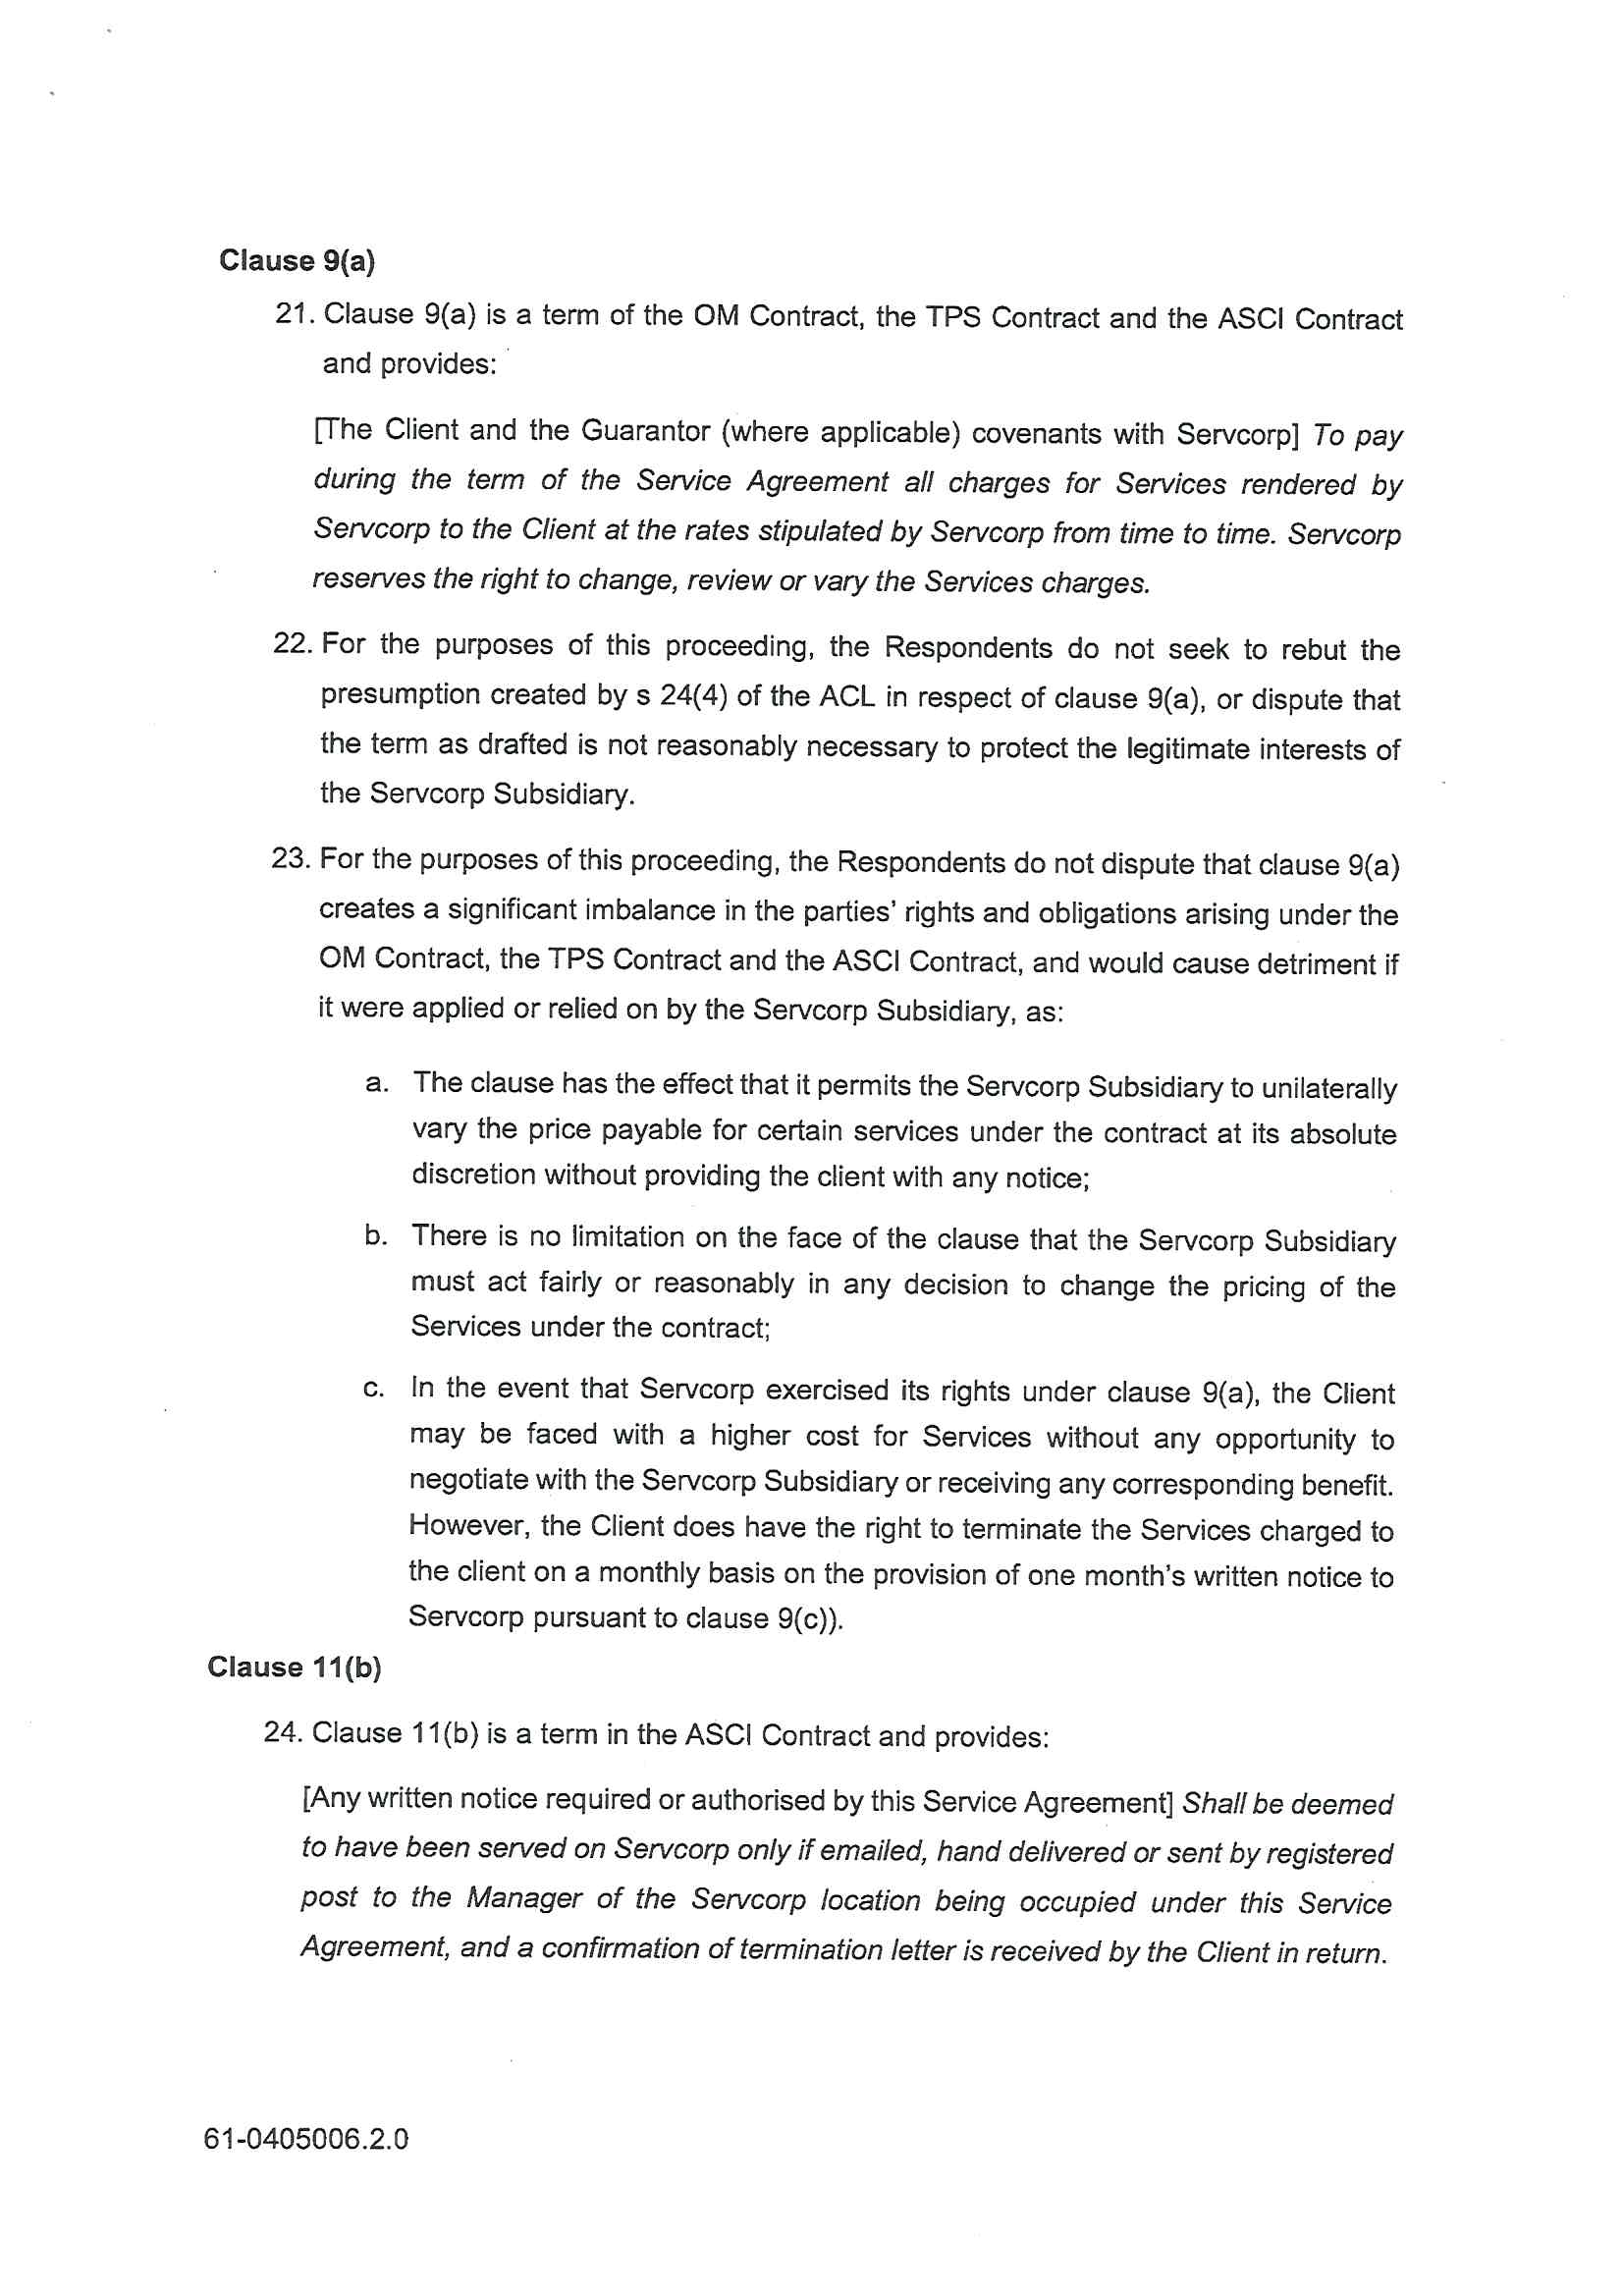 Clause 9(a)
21. Clause 9(a) is a term of the OM Contract, the TPS Contract and the ASCI Contract
and provides:
[The Client and the Guarantor (where applicable) covenants with Servcorp] To pay
during the term of the Service Agreement all charges for Services rendered by
Servcorp to the Client at the rates stipulated by Servcorp from time to time. Servcorp
reserves the right to change, review or vary the Services charges.
22. For the purposes of this proceeding, the Respondents do not seek to rebut the
presumption created by s 24(4) of the ACL in respect of clause 9(a), or dispute that
the term as drafted is not reasonably necessary to protect the legitimate interests of
the Servcorp Subsidiary.
23. For the purposes of this proceeding, the Respondents do not dispute that clause 9(a)
creates a significant imbalance in the parties' rights and obligations arising under the
OM Contract, the TPS Contract and the ASCI Contract, and would cause detriment if
it were applied or relied on by the Servcorp Subsidiary, as:
a. The clause has the effect that it permits the Servcorp Subsidiary to unilaterally
vary the price payable for certain services under the contract at its absolute
discretion without providing the client with any notice;
b. There is no limitation on the face of the clause that the Servcorp Subsidiary
must act fairly or reasonably in any decision to change the pricing of the
Services under the contract;
c. In the event that Servcorp exercised its rights under clause 9(a), the Client
may be faced with a higher cost for Services without any opportunity to
negotiate with the Servcorp Subsidiary or receiving any corresponding benefit.
However, the Client does have the right to terminate the Services charged to
the client on a monthly basis on the provision of one month's written notice to
Servcorp pursuant to clause 9(c)).
Clause 11(b)
24. Clause 11(b) is a term in the ASCI Contract and provides:
[Any written notice required or authorised by this Service Agreement] Shall be deemed
to have been served on Servcorp only if emailed, hand delivered or sent by registered
post to the Manager of the Servcorp location being occupied under this Service
Agreement, and a confirmation of termination letter is received by the Client in return.
61-0405006.2.0